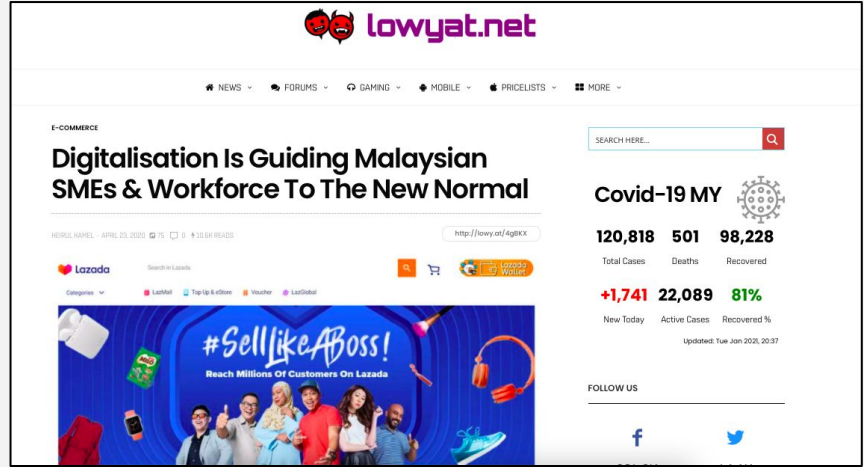 lowyat.net
NEWS
FORUMS
GAMING
MOBILE
PRICELISTS
MORE
E-COMMERCE
Digitalisation Is Guiding Malaysian
SMEs & Workforce To The New Normal
HEIRUL KAMEL - APRIL 23, 2020 75 0 10.6K READS
http://lowy.at/4gBKX
Lazada
Search in Lazada
Lazada
Wallet
Categories
LazMall
Top Up & eStore
Voucher
LazGlobal
#SellLikeABoss!
Reach Millions Of Customers On Lazada
MILO
SEARCH HERE...
Covid-19 MY
120,818 501 98,228
Total Cases Deaths Recovered
+1,741 22,089 81%
New Today Active Cases Recovered %
Updated: Tue Jan 2021, 20:37
FOLLOW US